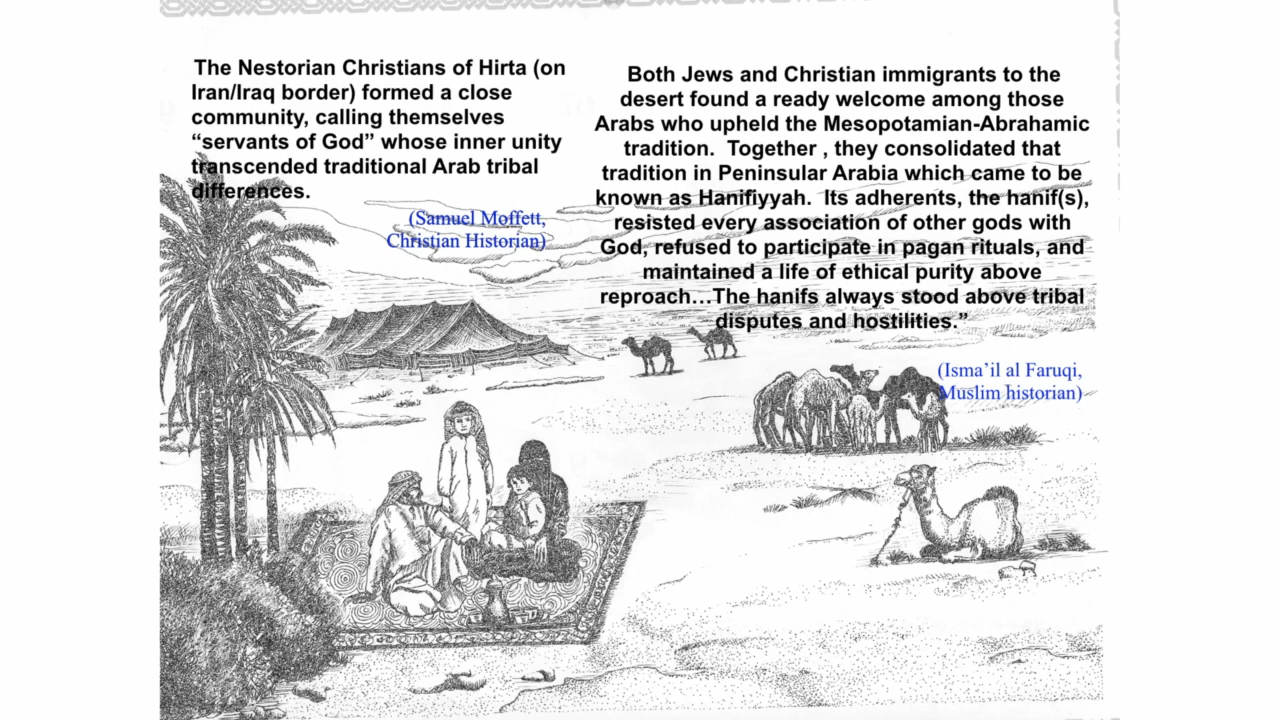 The Nestorian Christians of Hirta (on
Iran/Iraq border) formed a close
community, calling themselves
“servants of God” whose inner unity
transcended traditional Arab tribal
differences.
(Samuel Moffett,
Christian Historian)
Both Jews and Christian immigrants to the
desert found a ready welcome among those
Arabs who upheld the Mesopotamian-Abrahamic
tradition.  Together , they consolidated that
tradition in Peninsular Arabia which came to be
known as Hanifiyyah.  Its adherents, the hanif(s),
resisted every association of other gods with
God, refused to participate in pagan rituals, and
maintained a life of ethical purity above
reproach…The hanifs always stood above tribal
disputes and hostilities.”
(Isma’il al Faruqi,
Muslim historian)